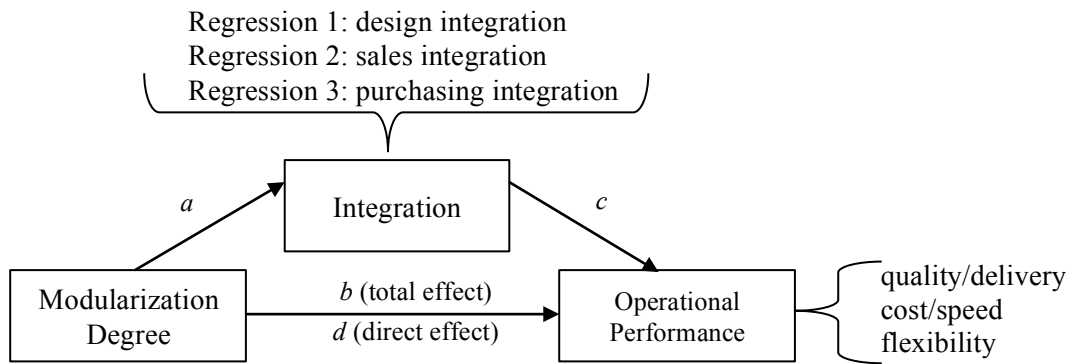 Regression 1: design integration
Regression 2: sales integration
Regression 3: purchasing integration
a
Integration
c
Modularization
Degree
b (total effect)
d (direct effect)
Operational
Performance
quality/delivery
cost/speed
flexibility